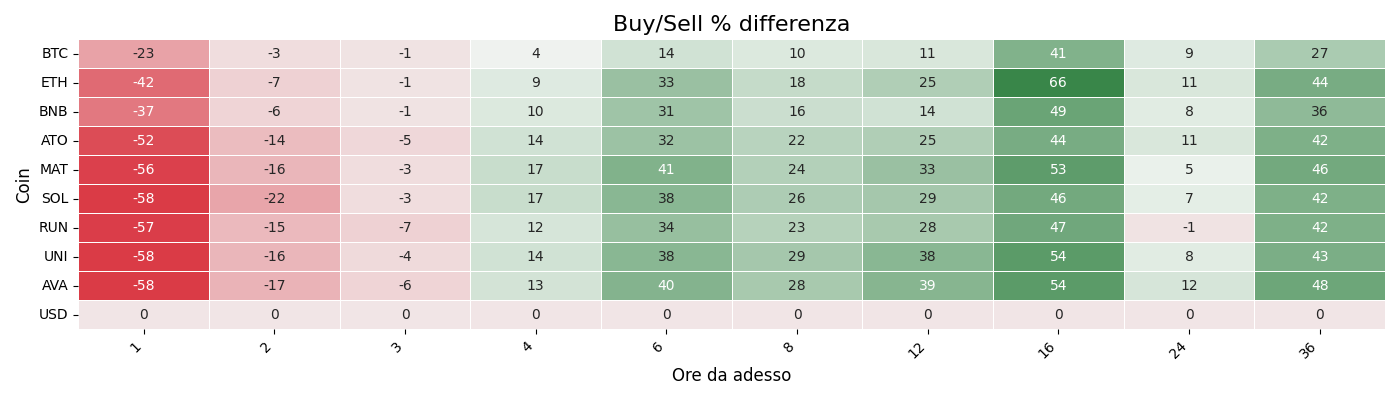 Buy/Sell % differenza
Coin
BTC -23 -3 -1 4 14 10 11 41 9 27
ETH -42 -7 -1 9 33 18 25 66 11 44
BNB -37 -6 -1 10 31 16 14 49 8 36
ATO -52 -14 -5 14 32 22 25 44 11 42
MAT -56 -16 -3 17 41 24 33 53 5 46
SOL -58 -22 -3 17 38 26 29 46 7 42
RUN -57 -15 -7 12 34 23 28 47 -1 42
UNI -58 -16 -4 14 38 29 38 54 8 43
AVA -58 -17 -6 13 40 28 39 54 12 48
USD 0 0 0 0 0 0 0 0 0 0
1 2 3 4 6 8 12 16 24 36
Ore da adesso